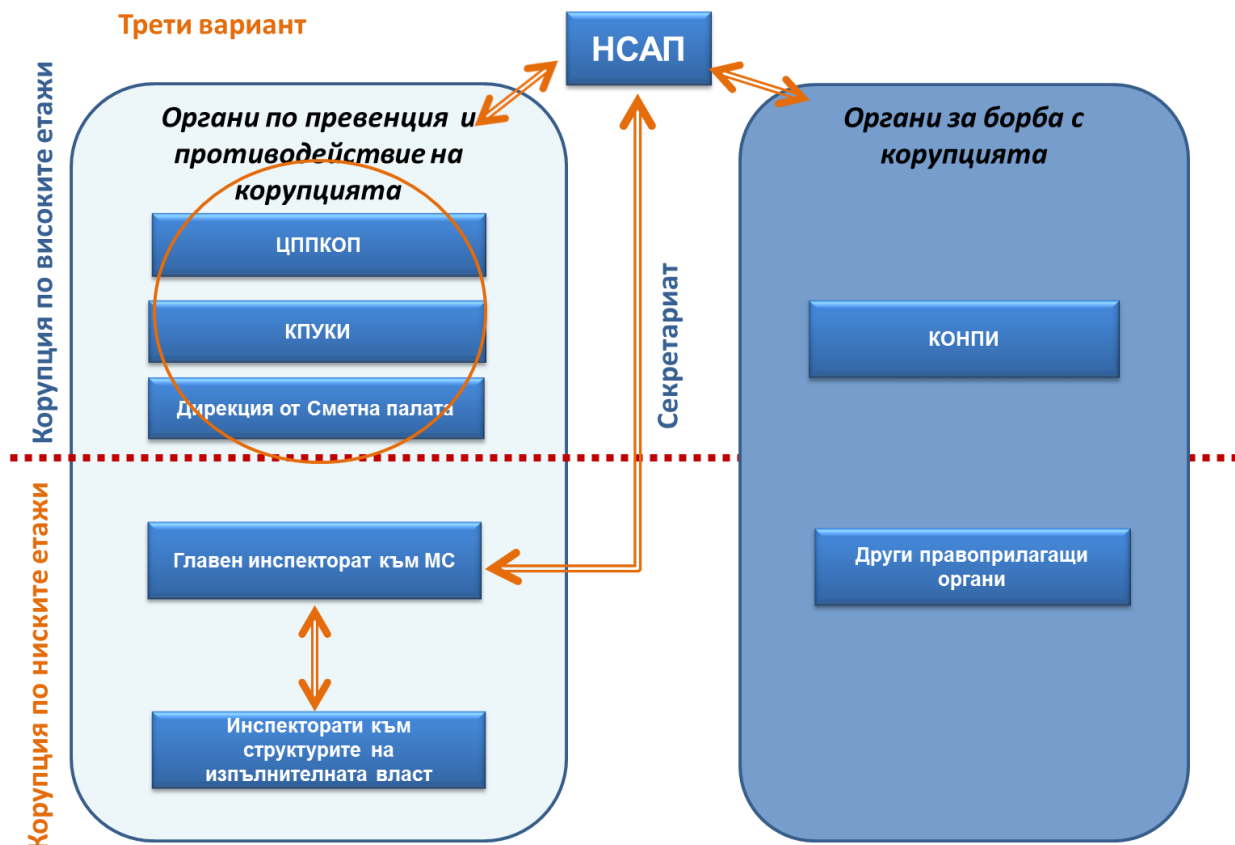 Трети вариант
НСАП
Корупция по високите етажи
Органи по превенция и
противодействие на
корупцията
ЦППКОП
КПУКИ
Дирекция от Сметна палата
Секретариат
Органи за борба с
корупцията
КОНПИ
Корупция по ниските етажи
Главен инспекторат към МС
Инспекторати към
структурите на
изпълнителната власт
Други правоприлагащи
органи